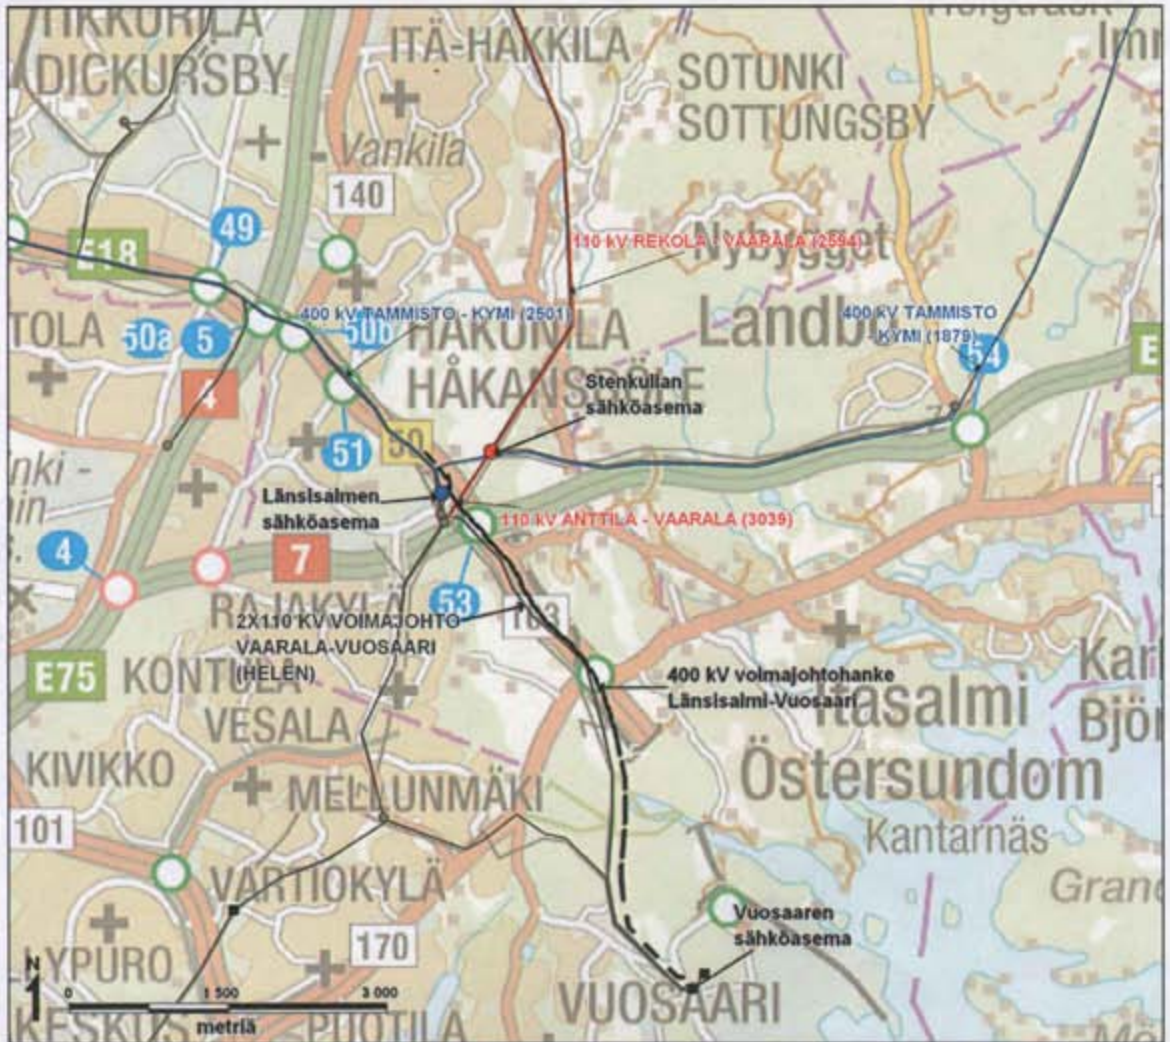 TIKKURILA
DICKURSBY
ITÄ-HAKKILA
SOTUNKI
SOTTUNGSBY
Vankila
140
49
E18
110 kV REKOLA - VAARALA (2594)
Nybygget
400 kV TAMMISTO - KYMI (2501)
400 kV TAMMISTO
- KYMI (1879)
TOLA
50a
5
50b
HAKUNILA
HÅKANSBÖLE
54
E
4
Stenkullan
sähköasema
51
50
Länsisalmen
sähköasema
110 kV ANTTILA - VAARALA (3039)
4
7
53
103
RAJAKYLÄ
2X110 KV VOIMAJOHTO
VAARALA-VUOSAARI
(HELEN)
E75
KONTULA
400 kV voimajohtohanke
Länsisalmi-Vuosaari
VESALA
Östersundom
KIVIKKO
MELLUNMÄKI
101
Kantarnäs
VARTIOKYLÄ
170
Vuosaaren
sähköasema
VUOSAARI
N
0 1 500 3 000
metriä